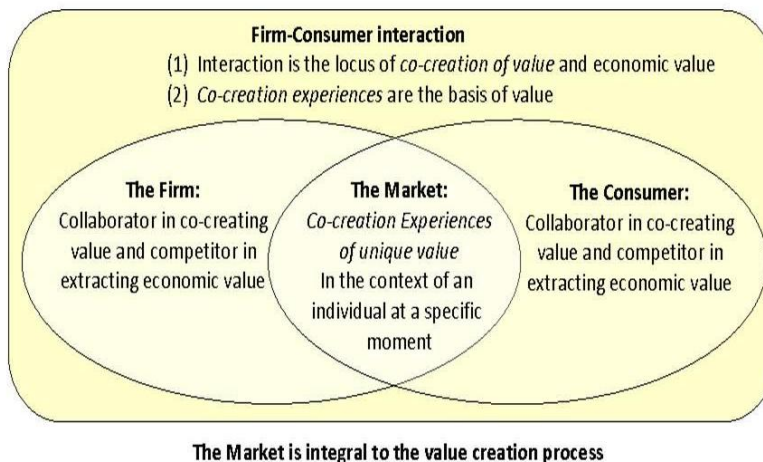 Firm-Consumer interaction
(1) Interaction is the locus of co-creation of value and economic value
(2) Co-creation experiences are the basis of value
The Firm:
Collaborator in co-creating
value and competitor in
extracting economic value
The Market:
Co-creation Experiences
of unique value
In the context of an
individual at a specific
moment
The Consumer:
Collaborator in co-creating
value and competitor in
extracting economic value
The Market is integral to the value creation process